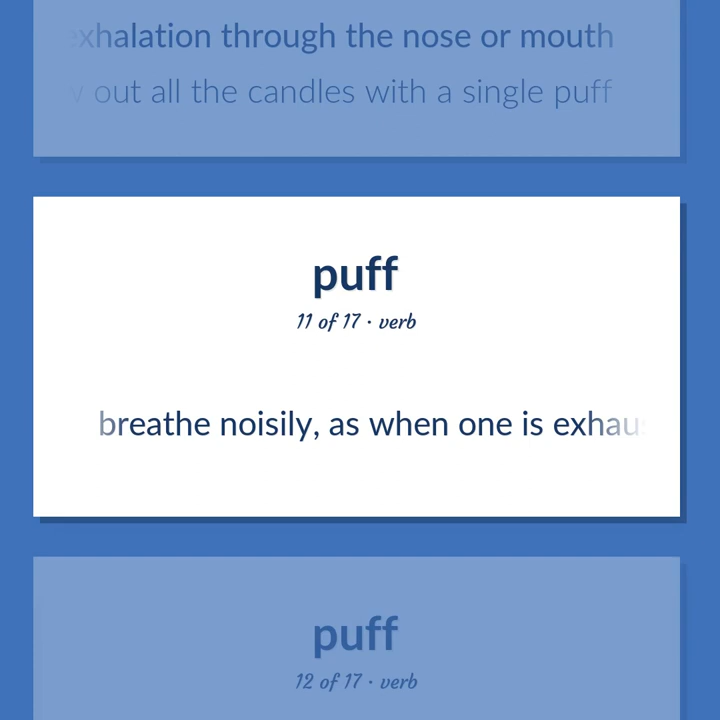 exhalation through the nose or mouth
out all the candles with a single puff
puff
11 of 17 · verb
breathe noisily, as when one is
puff
12 of 17 · verb